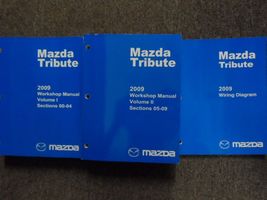 Mazda
Tribute
2009
Workshop Manual
Volume I
Sections 00-04
mazda
Mazda
Tribute
2009
Workshop Manual
Volume II
Sections 05-09
mazda
Mazda
Tribute
2009
Wiring Diagram
mazda